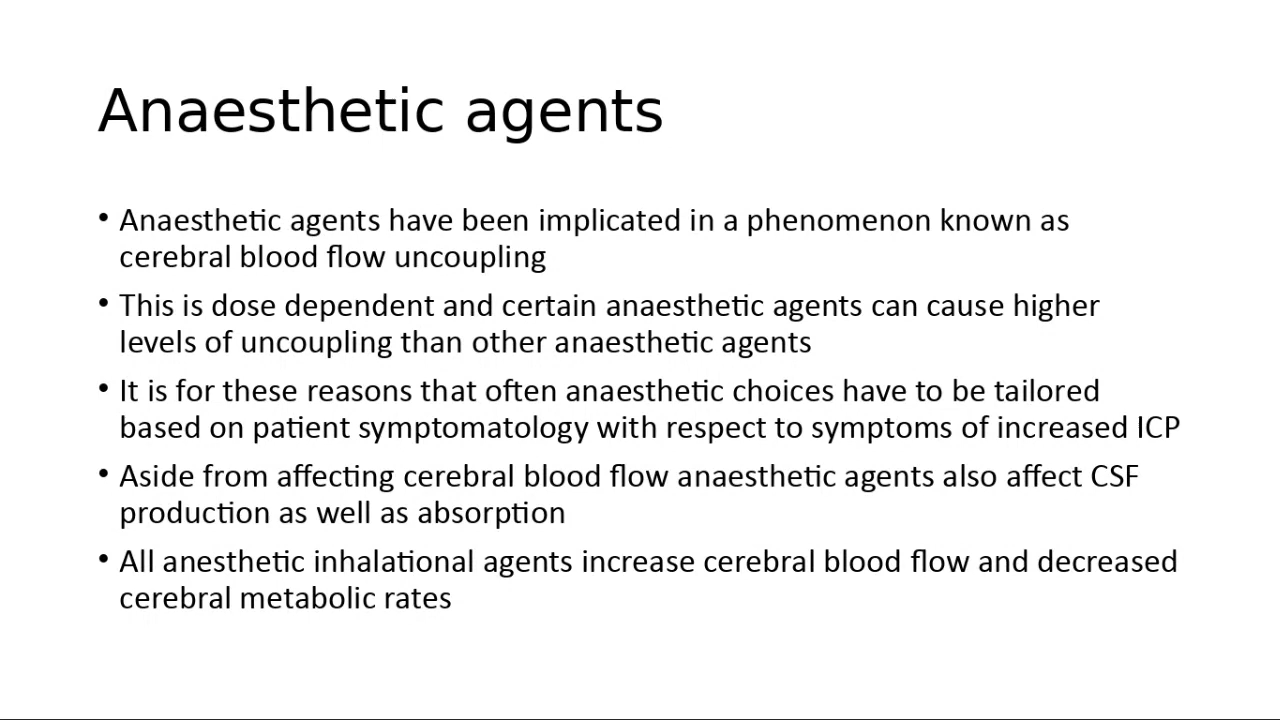 Anaesthetic agents
• Anaesthetic agents have been implicated in a phenomenon known as
cerebral blood flow uncoupling
• This is dose dependent and certain anaesthetic agents can cause higher
levels of uncoupling than other anaesthetic agents
• It is for these reasons that often anaesthetic choices have to be tailored
based on patient symptomatology with respect to symptoms of increased ICP
• Aside from affecting cerebral blood flow anaesthetic agents also affect CSF
production as well as absorption
• All anesthetic inhalational agents increase cerebral blood flow and decreased
cerebral metabolic rates